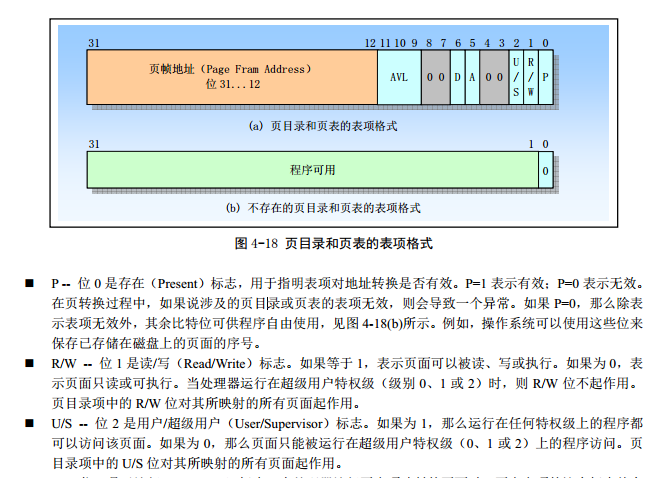 31 12 11 10 9 8 7 6 5 4 3 2 1 0
页帧地址（Page Fram Address）
位 31...12
AVL
0 0
D
A
0 0
U/S
R/W
P
(a) 页目录和页表的表项格式
31 1 0
程序可用
0
(b) 不存在的页目录和页表的表项格式
图 4-18 页目录和页表的表项格式
■ P -- 位 0 是存在（Present）标志，用于指明表项对地址转换是否有效。P=1 表示有效；P=0 表示无效。
在页转换过程中，如果说涉及的页目录或页表的表项无效，则会导致一个异常。如果 P=0，那么除表
示表项无效外，其余比特位可供程序自由使用，见图 4-18(b)所示。例如，操作系统可以使用这些位来
保存已存储在磁盘上的页面的序号。
■ R/W -- 位 1 是读/写（Read/Write）标志。如果等于 1，表示页面可以被读、写或执行。如果为 0，表
示页面只读或可执行。当处理器运行在超级用户特权级（级别 0、1 或 2）时，则 R/W 位不起作用。
页目录项中的 R/W 位对其所映射的所有页面起作用。
■ U/S -- 位 2 是用户/超级用户（User/Supervisor）标志。如果为 1，那么运行在任何特权级上的程序都
可以访问该页面。如果为 0，那么页面只能被运行在超级用户特权级（0、1 或 2）上的程序访问。页
目录项中的 U/S 位对其所映射的所有页面起作用。